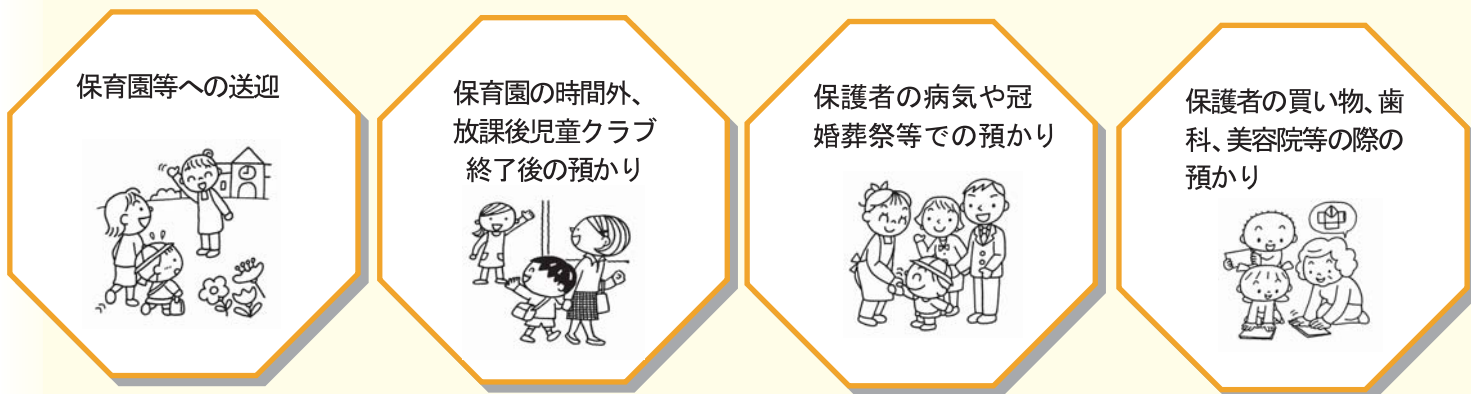 保育園等への送迎
保育園の時間外、
放課後児童クラブ
終了後の預かり
保護者の病気や冠
婚葬祭等での預かり
保護者の買い物、歯
科、美容院等の際の
預かり